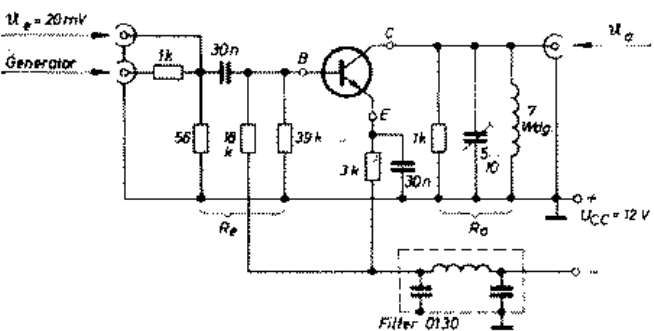 u_e = 20mV
Generator
1k
30n
B
C
E
u_a
56
18
k
39k
3k
30n
1k
5..
10
7
Wdg.
R_e
R_a
+
U_CC = 12 V
-
Filter 0130